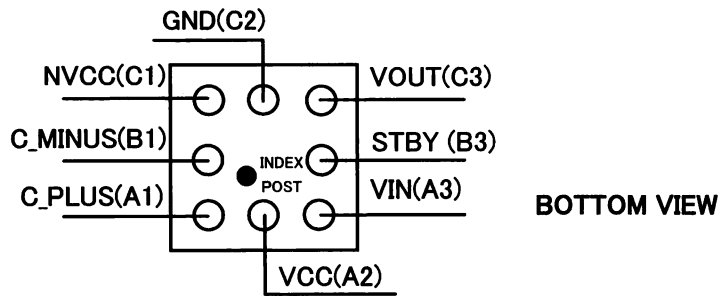 GND(C2)
NVCC(C1)
VOUT(C3)
C_MINUS(B1)
STBY (B3)
INDEX
POST
C_PLUS(A1)
VIN(A3)
BOTTOM VIEW
VCC(A2)